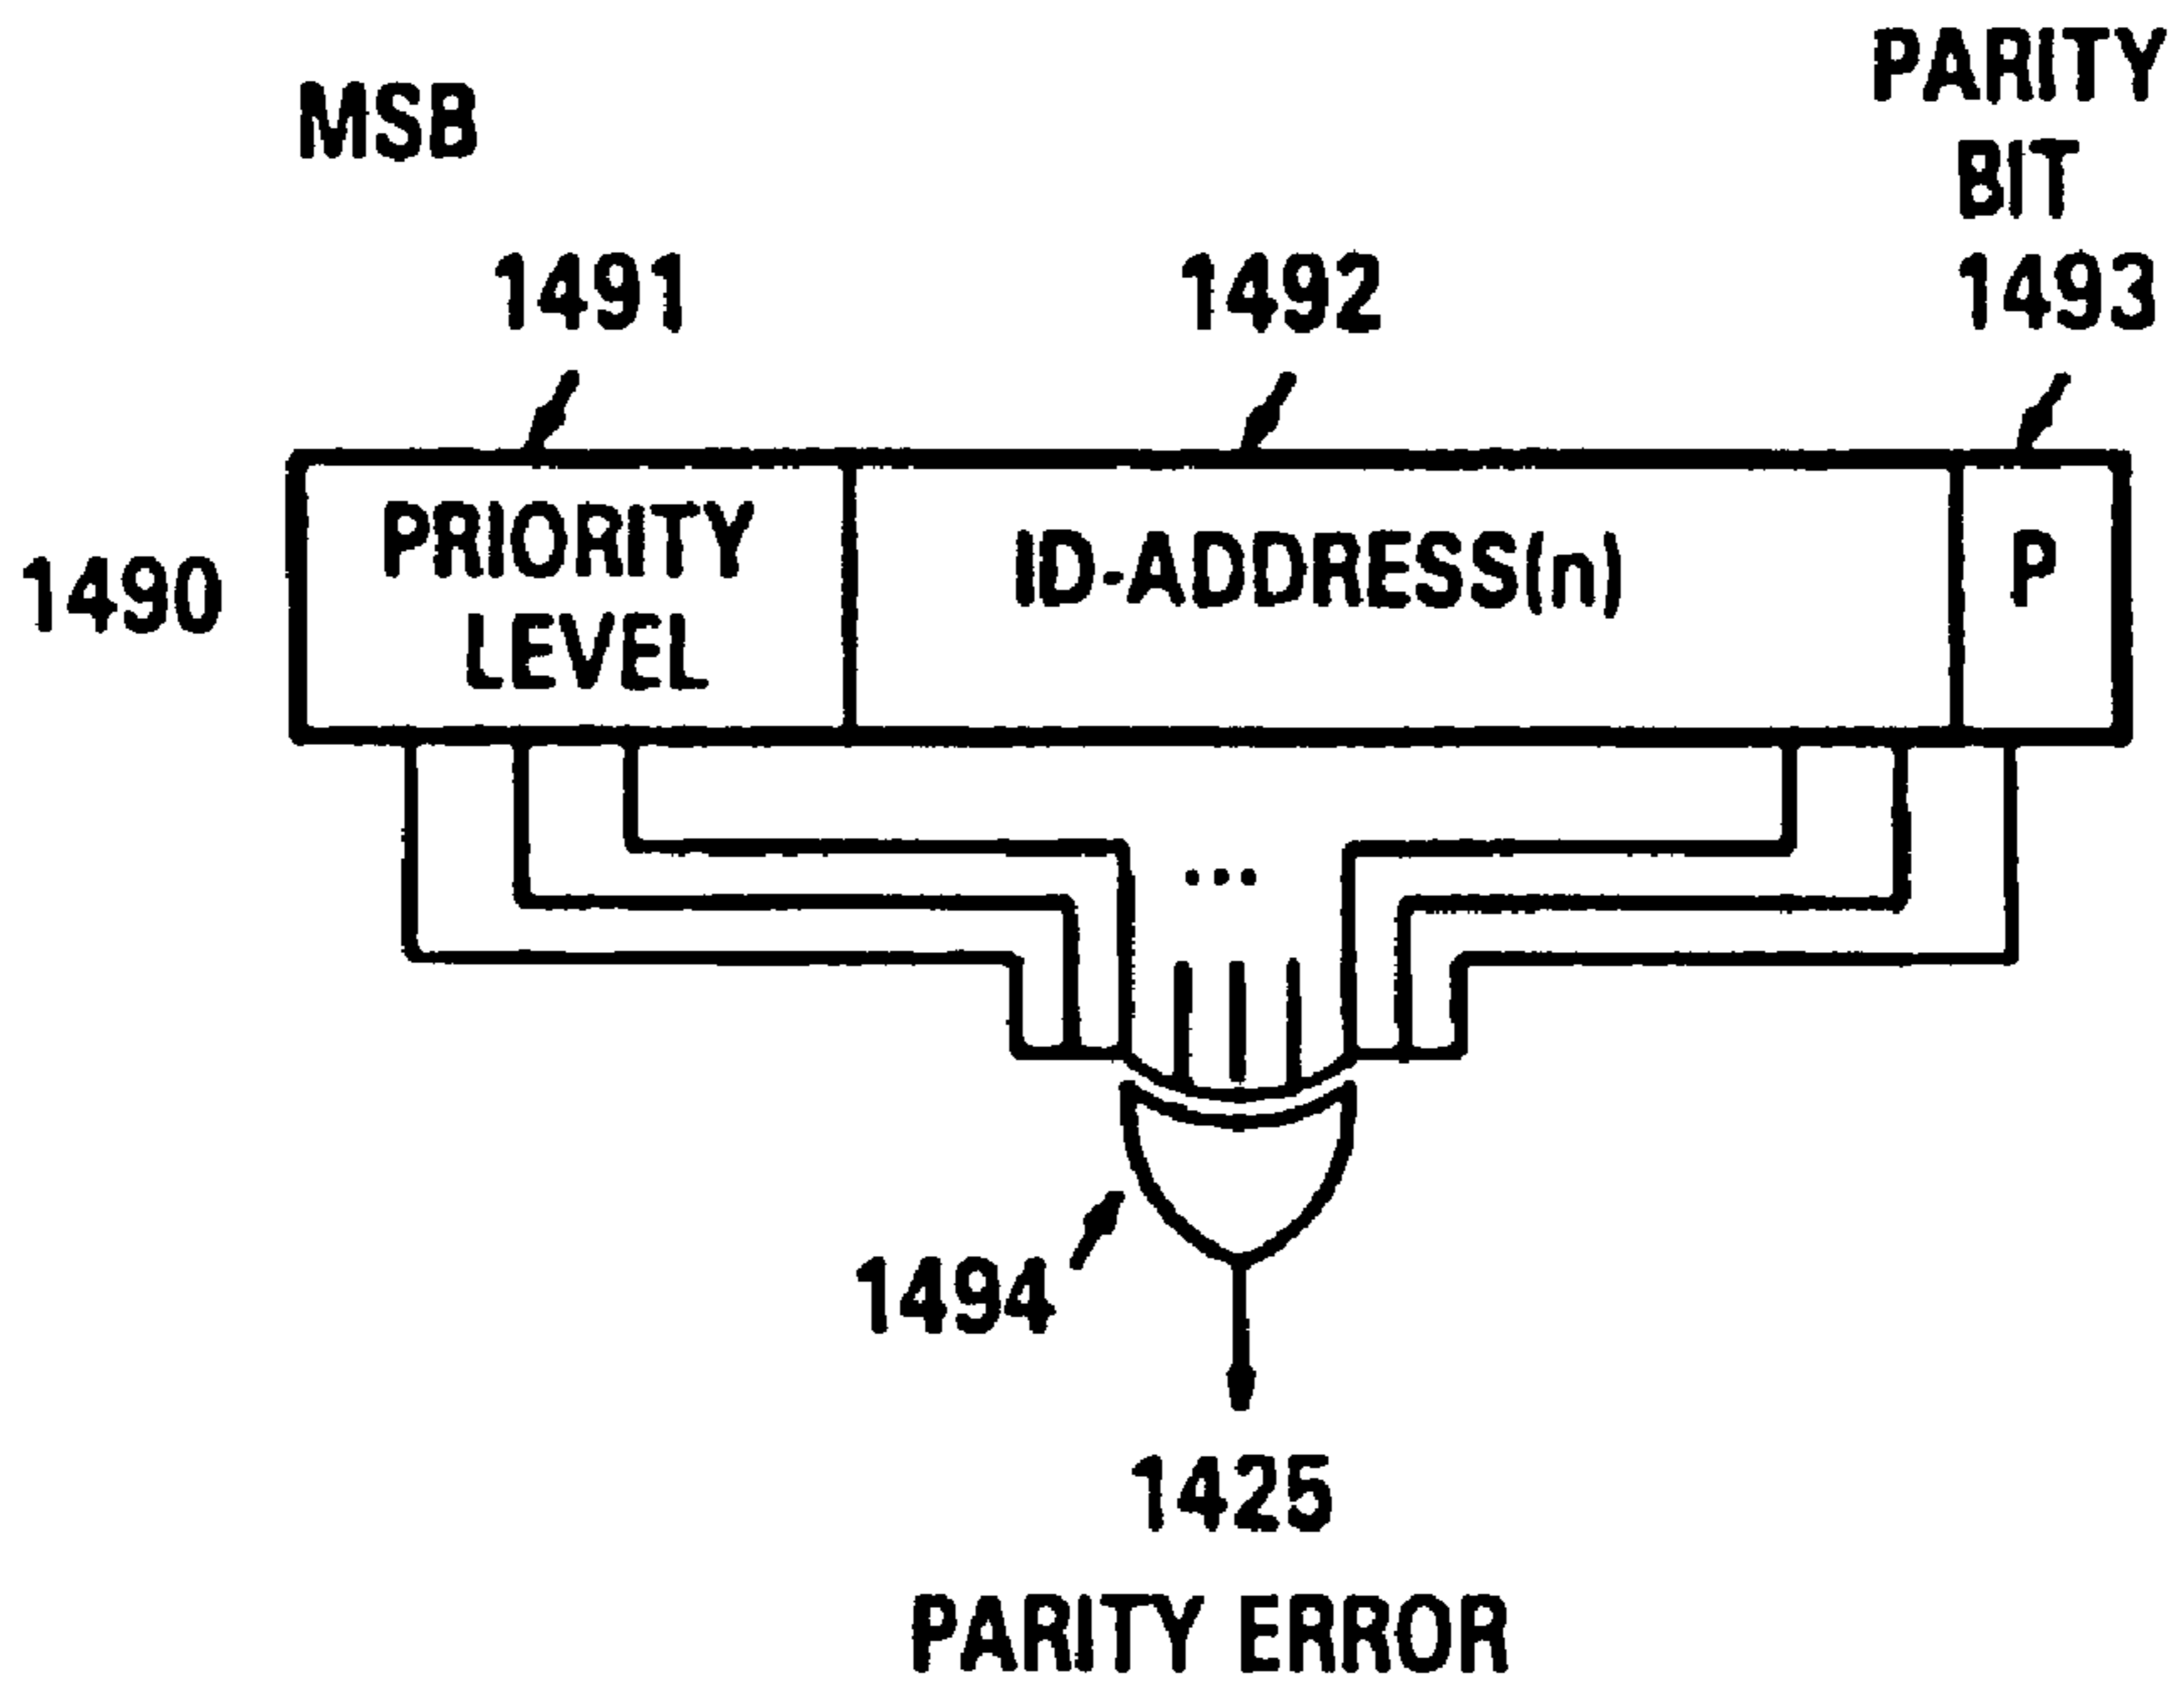 MSB
PARITY
BIT
1491
1492
1493
1490
PRIORITY
LEVEL
ID-ADDRESS(n)
P
...
1494
1425
PARITY ERROR